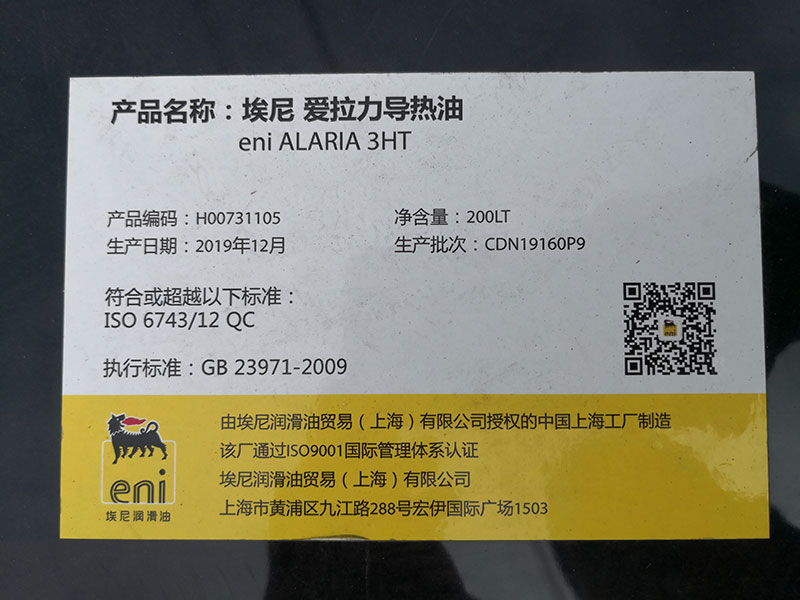 产品名称：埃尼 爱拉力导热油
eni ALARIA 3HT
产品编码：H00731105 净含量：200LT
生产日期：2019年12月 生产批次：CDN19160P9
符合或超越以下标准：
ISO 6743/12 QC
执行标准：GB 23971-2009
由埃尼润滑油贸易（上海）有限公司授权的中国上海工厂制造
该厂通过ISO9001国际管理体系认证
埃尼润滑油贸易（上海）有限公司
上海市黄浦区九江路288号宏伊国际广场1503
eni
埃尼润滑油